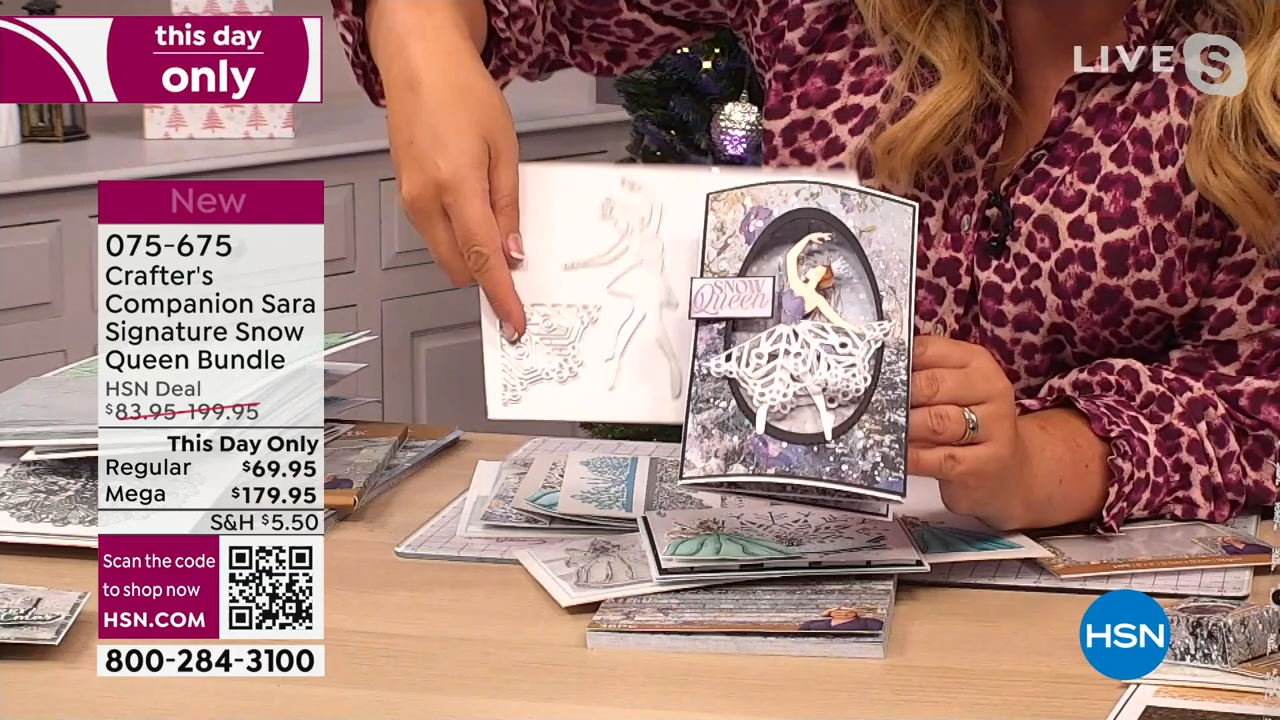 this day
only
LIVE S
New
075-675
Crafter's
Companion Sara
Signature Snow
Queen Bundle
HSN Deal
$83.95-199.95
This Day Only
Regular $69.95
Mega $179.95
S&H $5.50
Scan the code
to shop now
HSN.COM
800-284-3100
SNOW
Queen
HSN